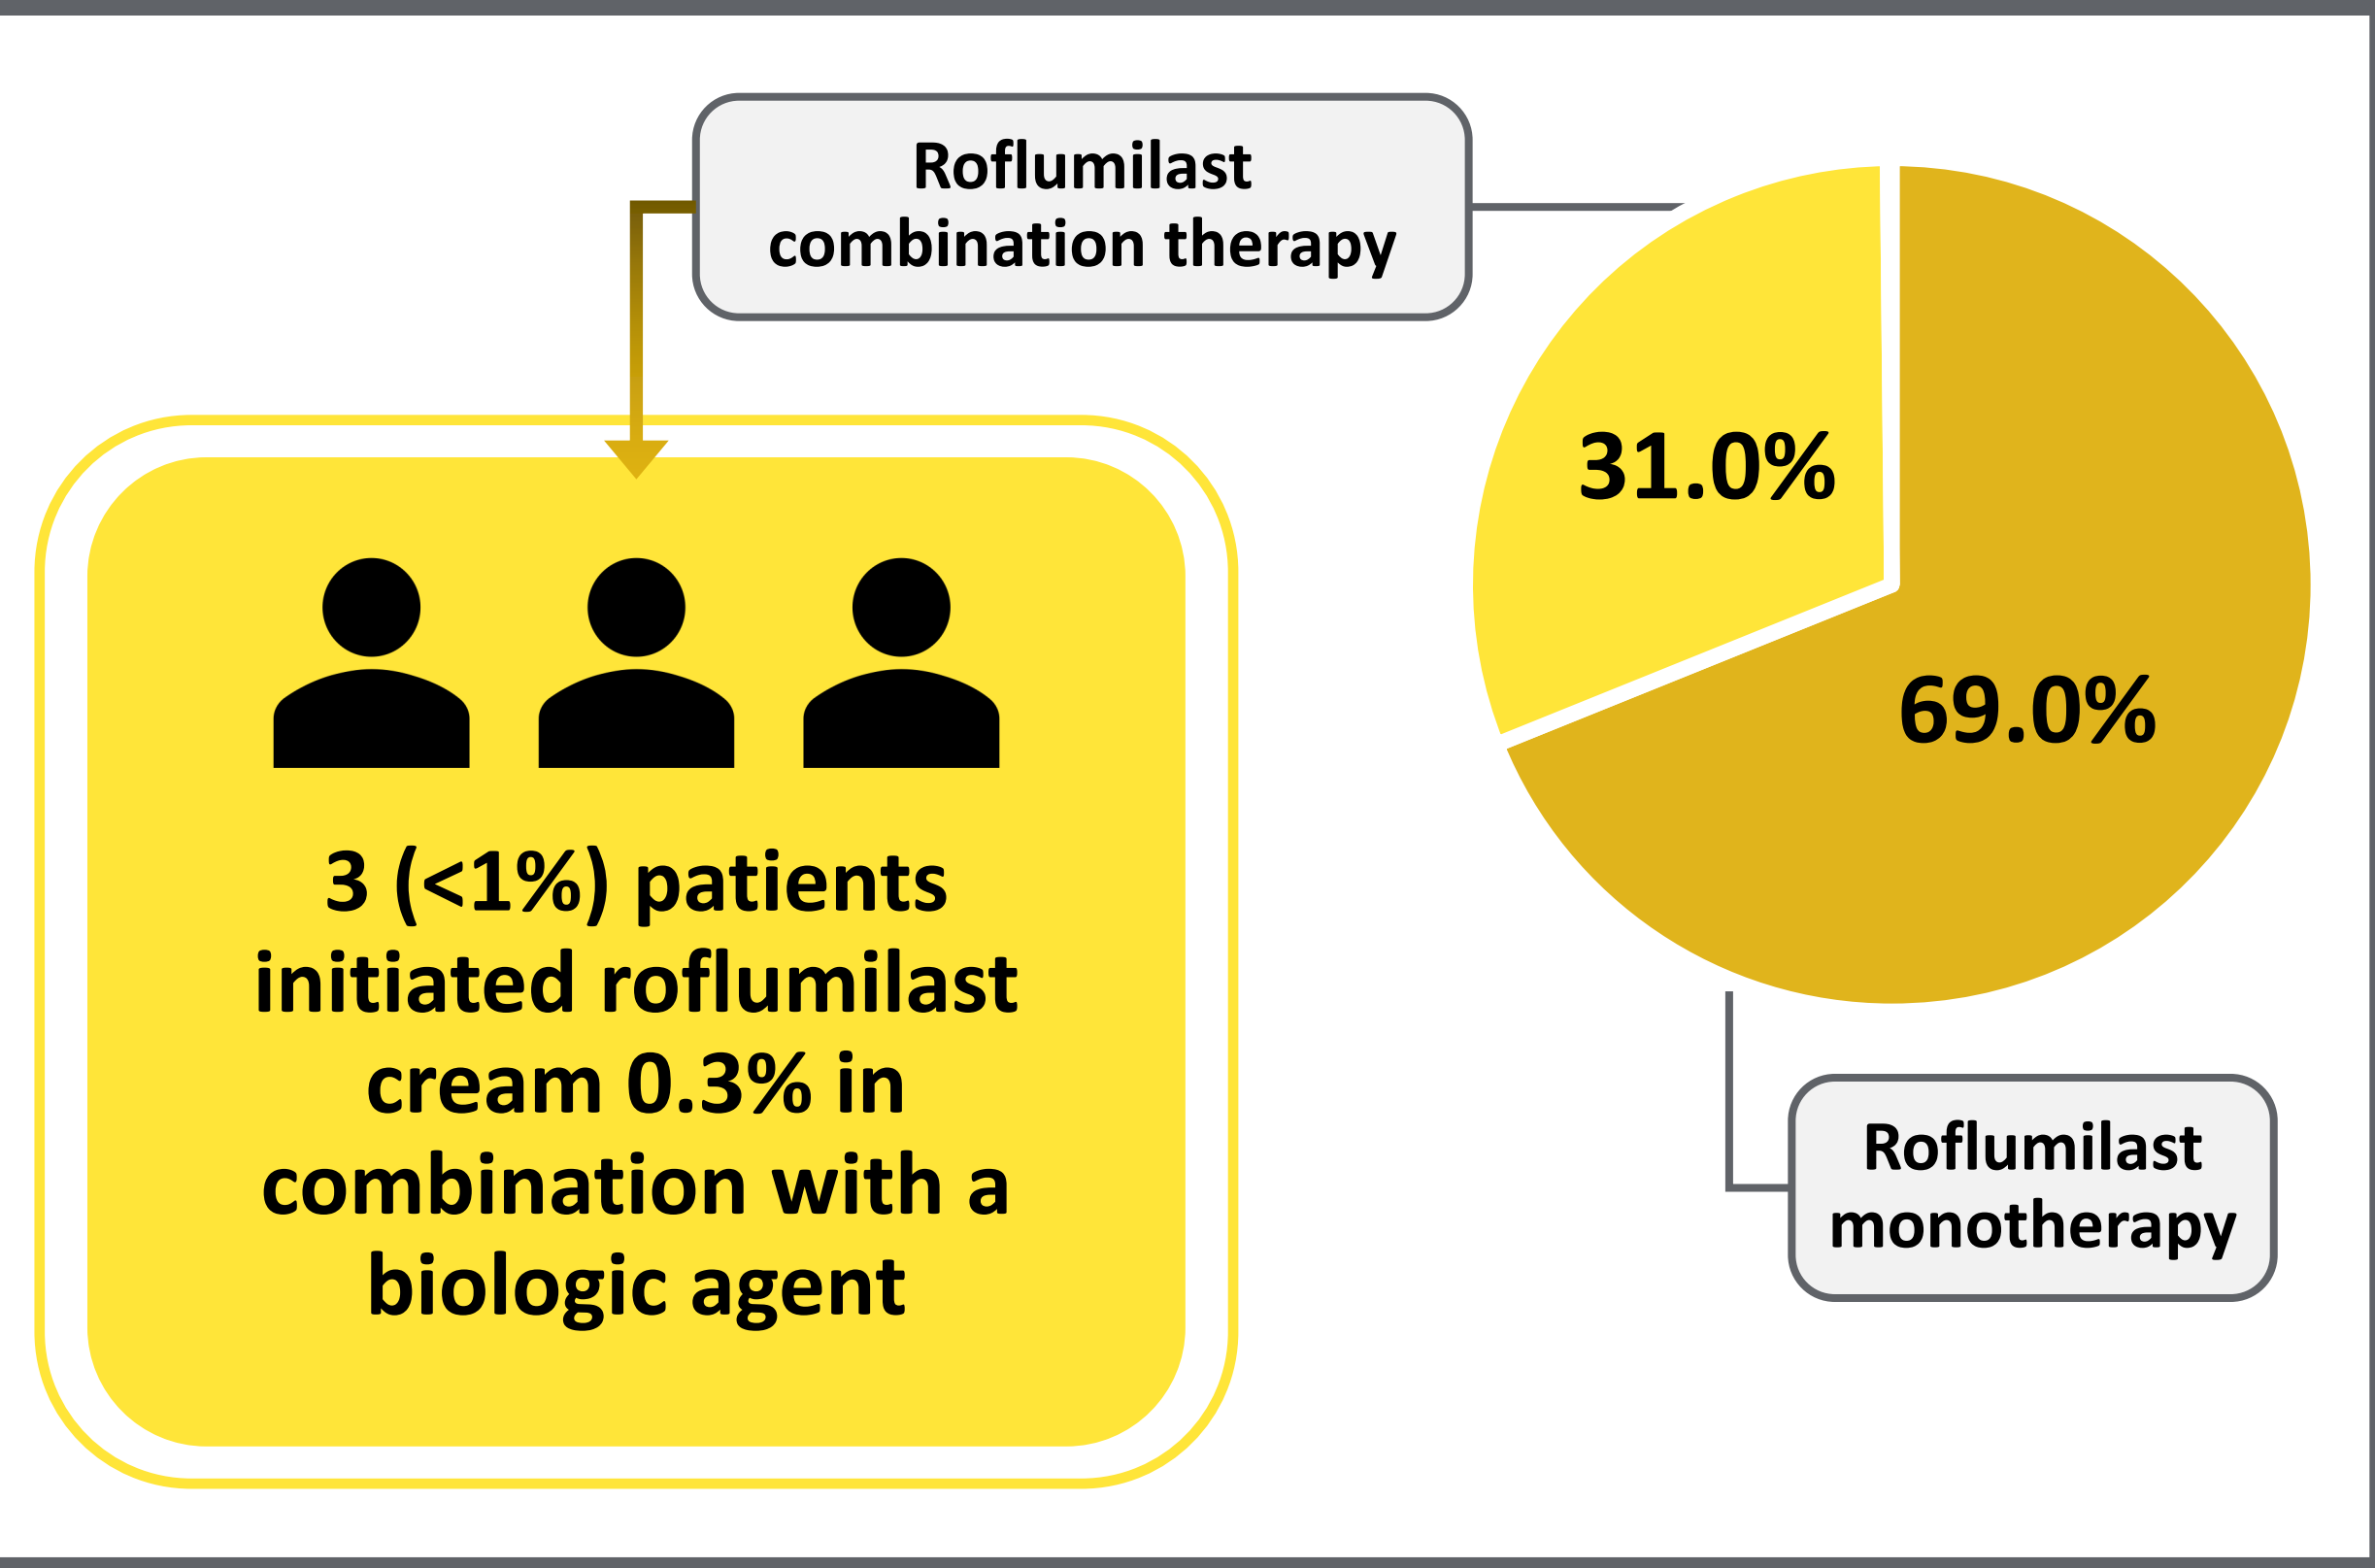 Roflumilast
combination therapy
31.0%
69.0%
3 (<1%) patients
initiated roflumilast
cream 0.3% in
combination with a
biologic agent
Roflumilast
monotherapy